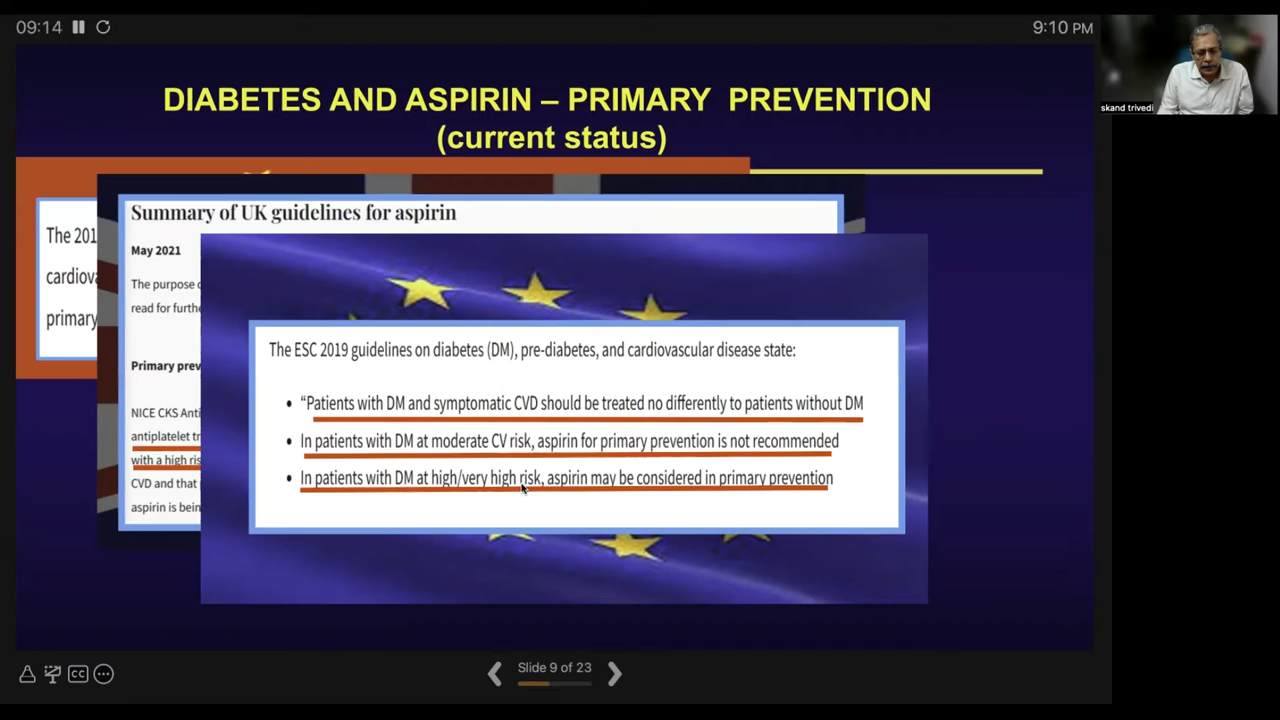 09:14
9:10 PM
skand trivedi
DIABETES AND ASPIRIN – PRIMARY PREVENTION
(current status)
The 201
cardiova
primary
Summary of UK guidelines for aspirin
May 2021
The purpose o
read for furthe
Primary prev
NICE CKS Anti
antiplatelet tr
with a high ris
CVD and that
aspirin is bein
The ESC 2019 guidelines on diabetes (DM), pre-diabetes, and cardiovascular disease state:
• “Patients with DM and symptomatic CVD should be treated no differently to patients without DM
• In patients with DM at moderate CV risk, aspirin for primary prevention is not recommended
• In patients with DM at high/very high risk, aspirin may be considered in primary prevention
CC
Slide 9 of 23